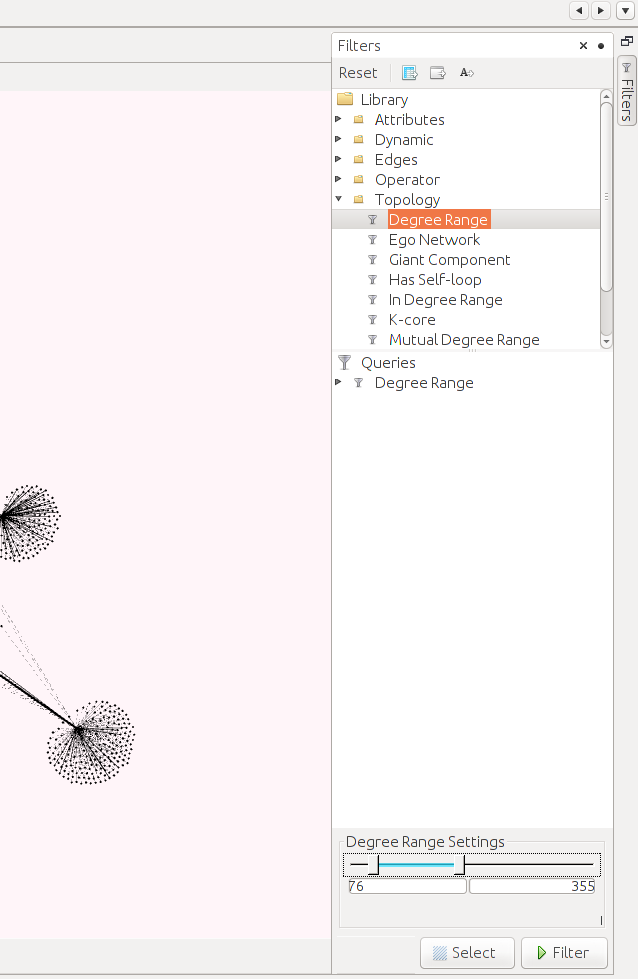 Filters
Reset
Library
Attributes
Dynamic
Edges
Operator
Topology
Degree Range
Ego Network
Giant Component
Has Self-loop
In Degree Range
K-core
Mutual Degree Range
Queries
Degree Range
Degree Range Settings
76 355
Select Filter
Filters